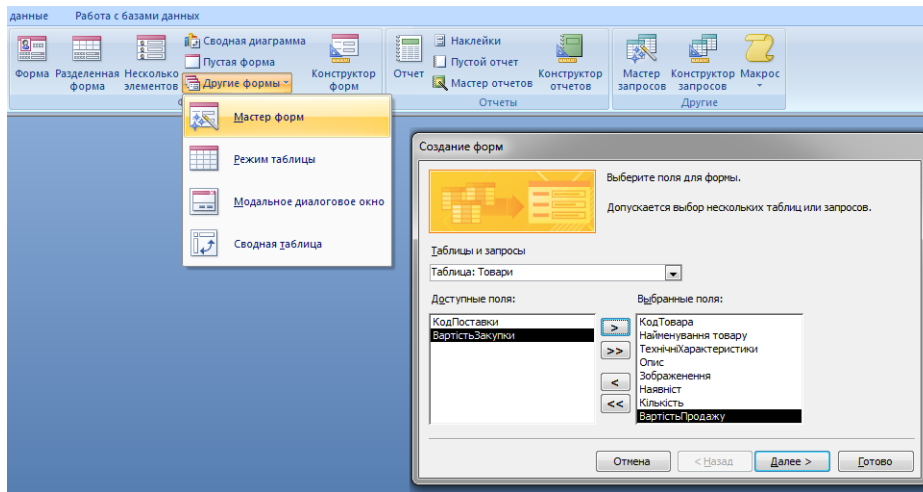 данные Работа с базами данных
Форма
Разделенная
форма
Несколько
элементов
Сводная диаграмма
Пустая форма
Другие формы
Конструктор
форм
Отчет
Наклейки
Пустой отчет
Мастер отчетов
Конструктор
отчетов
Отчеты
Мастер
запросов
Конструктор
запросов
Макрос
Другие
Мастер форм
Режим таблицы
Модальное диалоговое окно
Сводная таблица
Создание форм
Выберите поля для формы.
Допускается выбор нескольких таблиц или запросов.
Таблицы и запросы
Таблица: Товари
Доступные поля:
КодПоставки
ВартістьЗакупки
>
>>
<
<<
Выбранные поля:
КодТовара
Найменування товару
ТехнічніХарактеристики
Опис
Зображенення
Наявніст
Кількість
ВартістьПродажу
Отмена
< Назад
Далее >
Готово